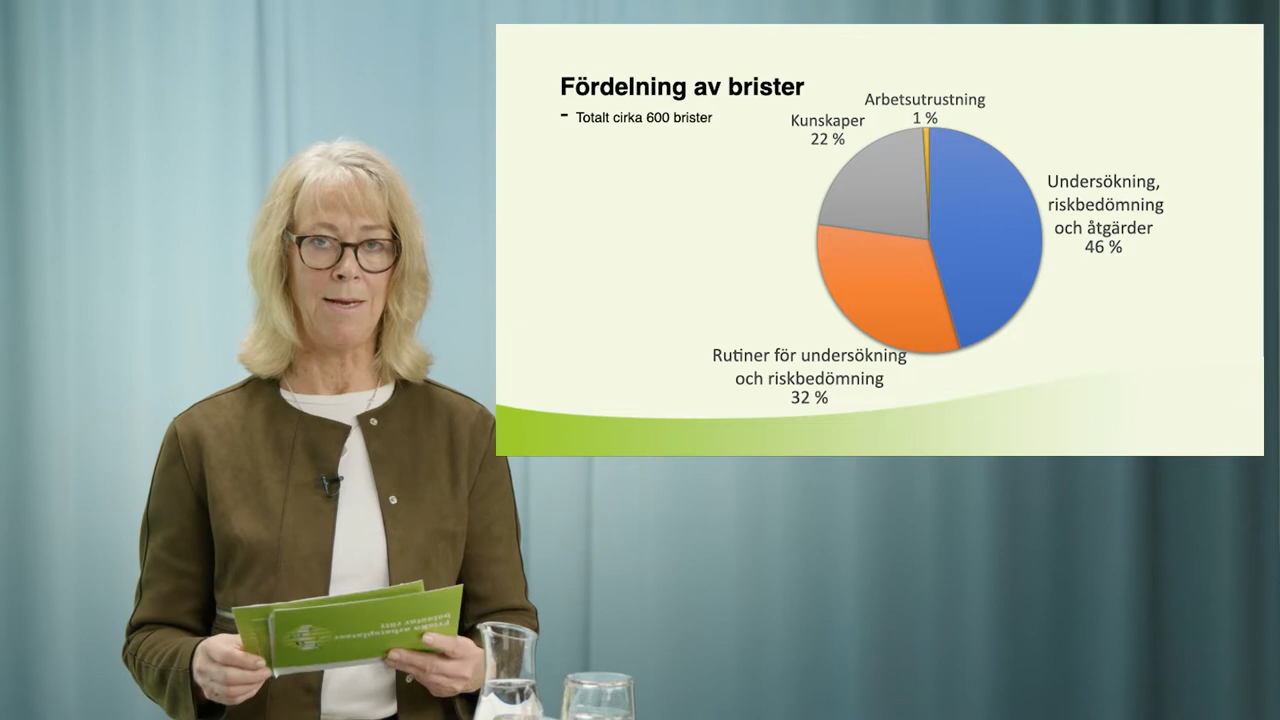 Fördelning av brister
- Totalt cirka 600 brister
Arbetsutrustning
1 %
Kunskaper
22 %
Undersökning,
riskbedömning
och åtgärder
46 %
Rutiner för undersökning
och riskbedömning
32 %